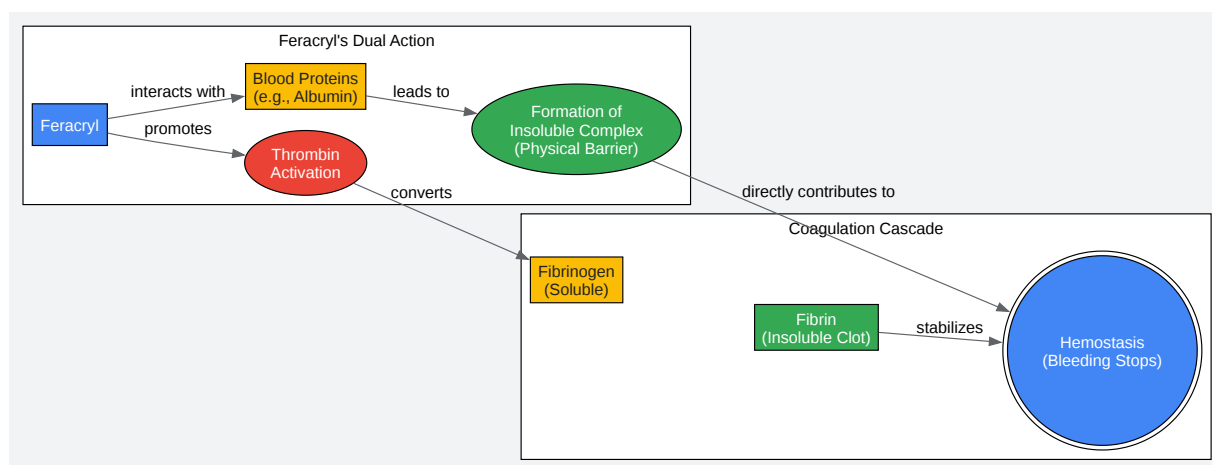 Feracryl's Dual Action
Feracryl
interacts with
promotes
Blood Proteins
(e.g., Albumin)
Thrombin
Activation
leads to
Formation of
Insoluble Complex
(Physical Barrier)
converts
directly contributes to
Coagulation Cascade
Fibrinogen
(Soluble)
Fibrin
(Insoluble Clot)
stabilizes
Hemostasis
(Bleeding Stops)